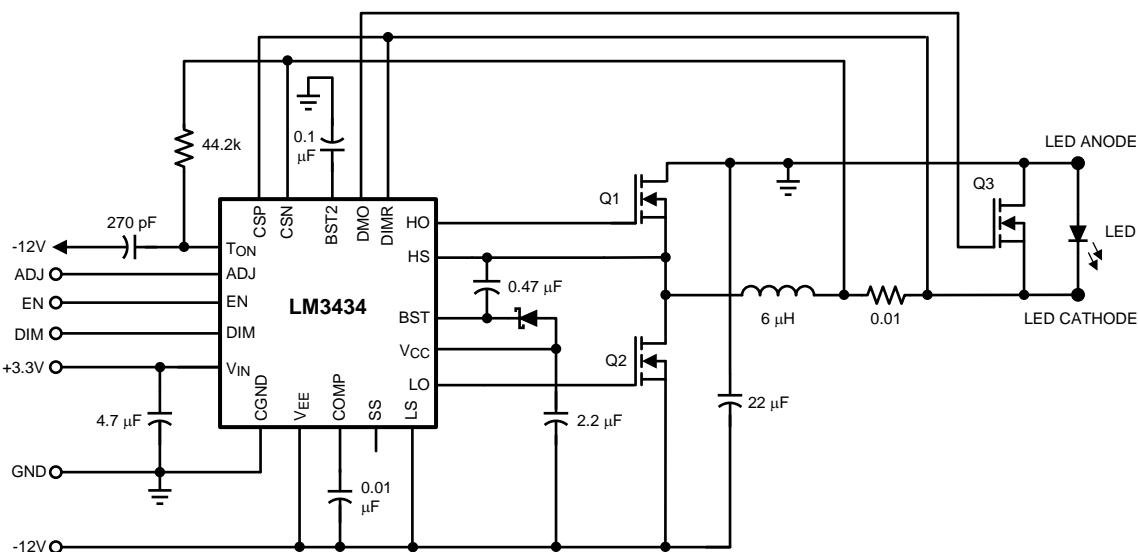 44.2k
0.1
μF
270 pF
-12V
ADJ
EN
DIM
+3.3V
4.7 μF
GND
-12V
CSP
CSN
BST2
DMO
DIMR
TON
ADJ
EN
DIM
VIN
LM3434
HO
HS
BST
VCC
LO
CGND
VEE
COMP
SS
LS
0.01
μF
0.47 μF
2.2 μF
Q1
Q2
6 μH
0.01
22 μF
Q3
LED ANODE
LED
LED CATHODE